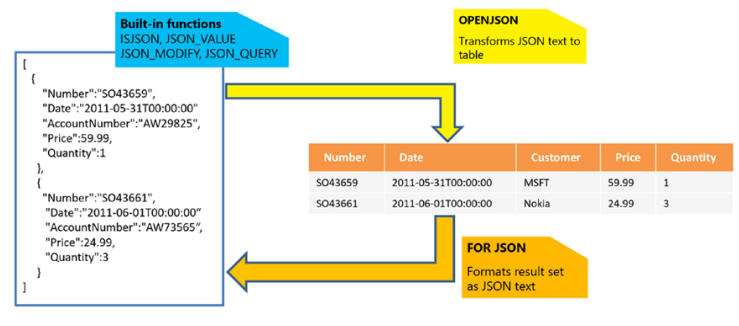 Built-in functions
ISJSON, JSON_VALUE
JSON_MODIFY, JSON_QUERY
OPENJSON
Transforms JSON text to
table
[
{
"Number":"SO43659",
"Date":"2011-05-31T00:00:00"
"AccountNumber":"AW29825",
"Price":59.99,
"Quantity":1
},
{
"Number":"SO43661",
"Date":"2011-06-01T00:00:00"
"AccountNumber":"AW73565",
"Price":24.99,
"Quantity":3
}
]
Number Date Customer Price Quantity
SO43659 2011-05-31T00:00:00 MSFT 59.99 1
SO43661 2011-06-01T00:00:00 Nokia 24.99 3
FOR JSON
Formats result set
as JSON text